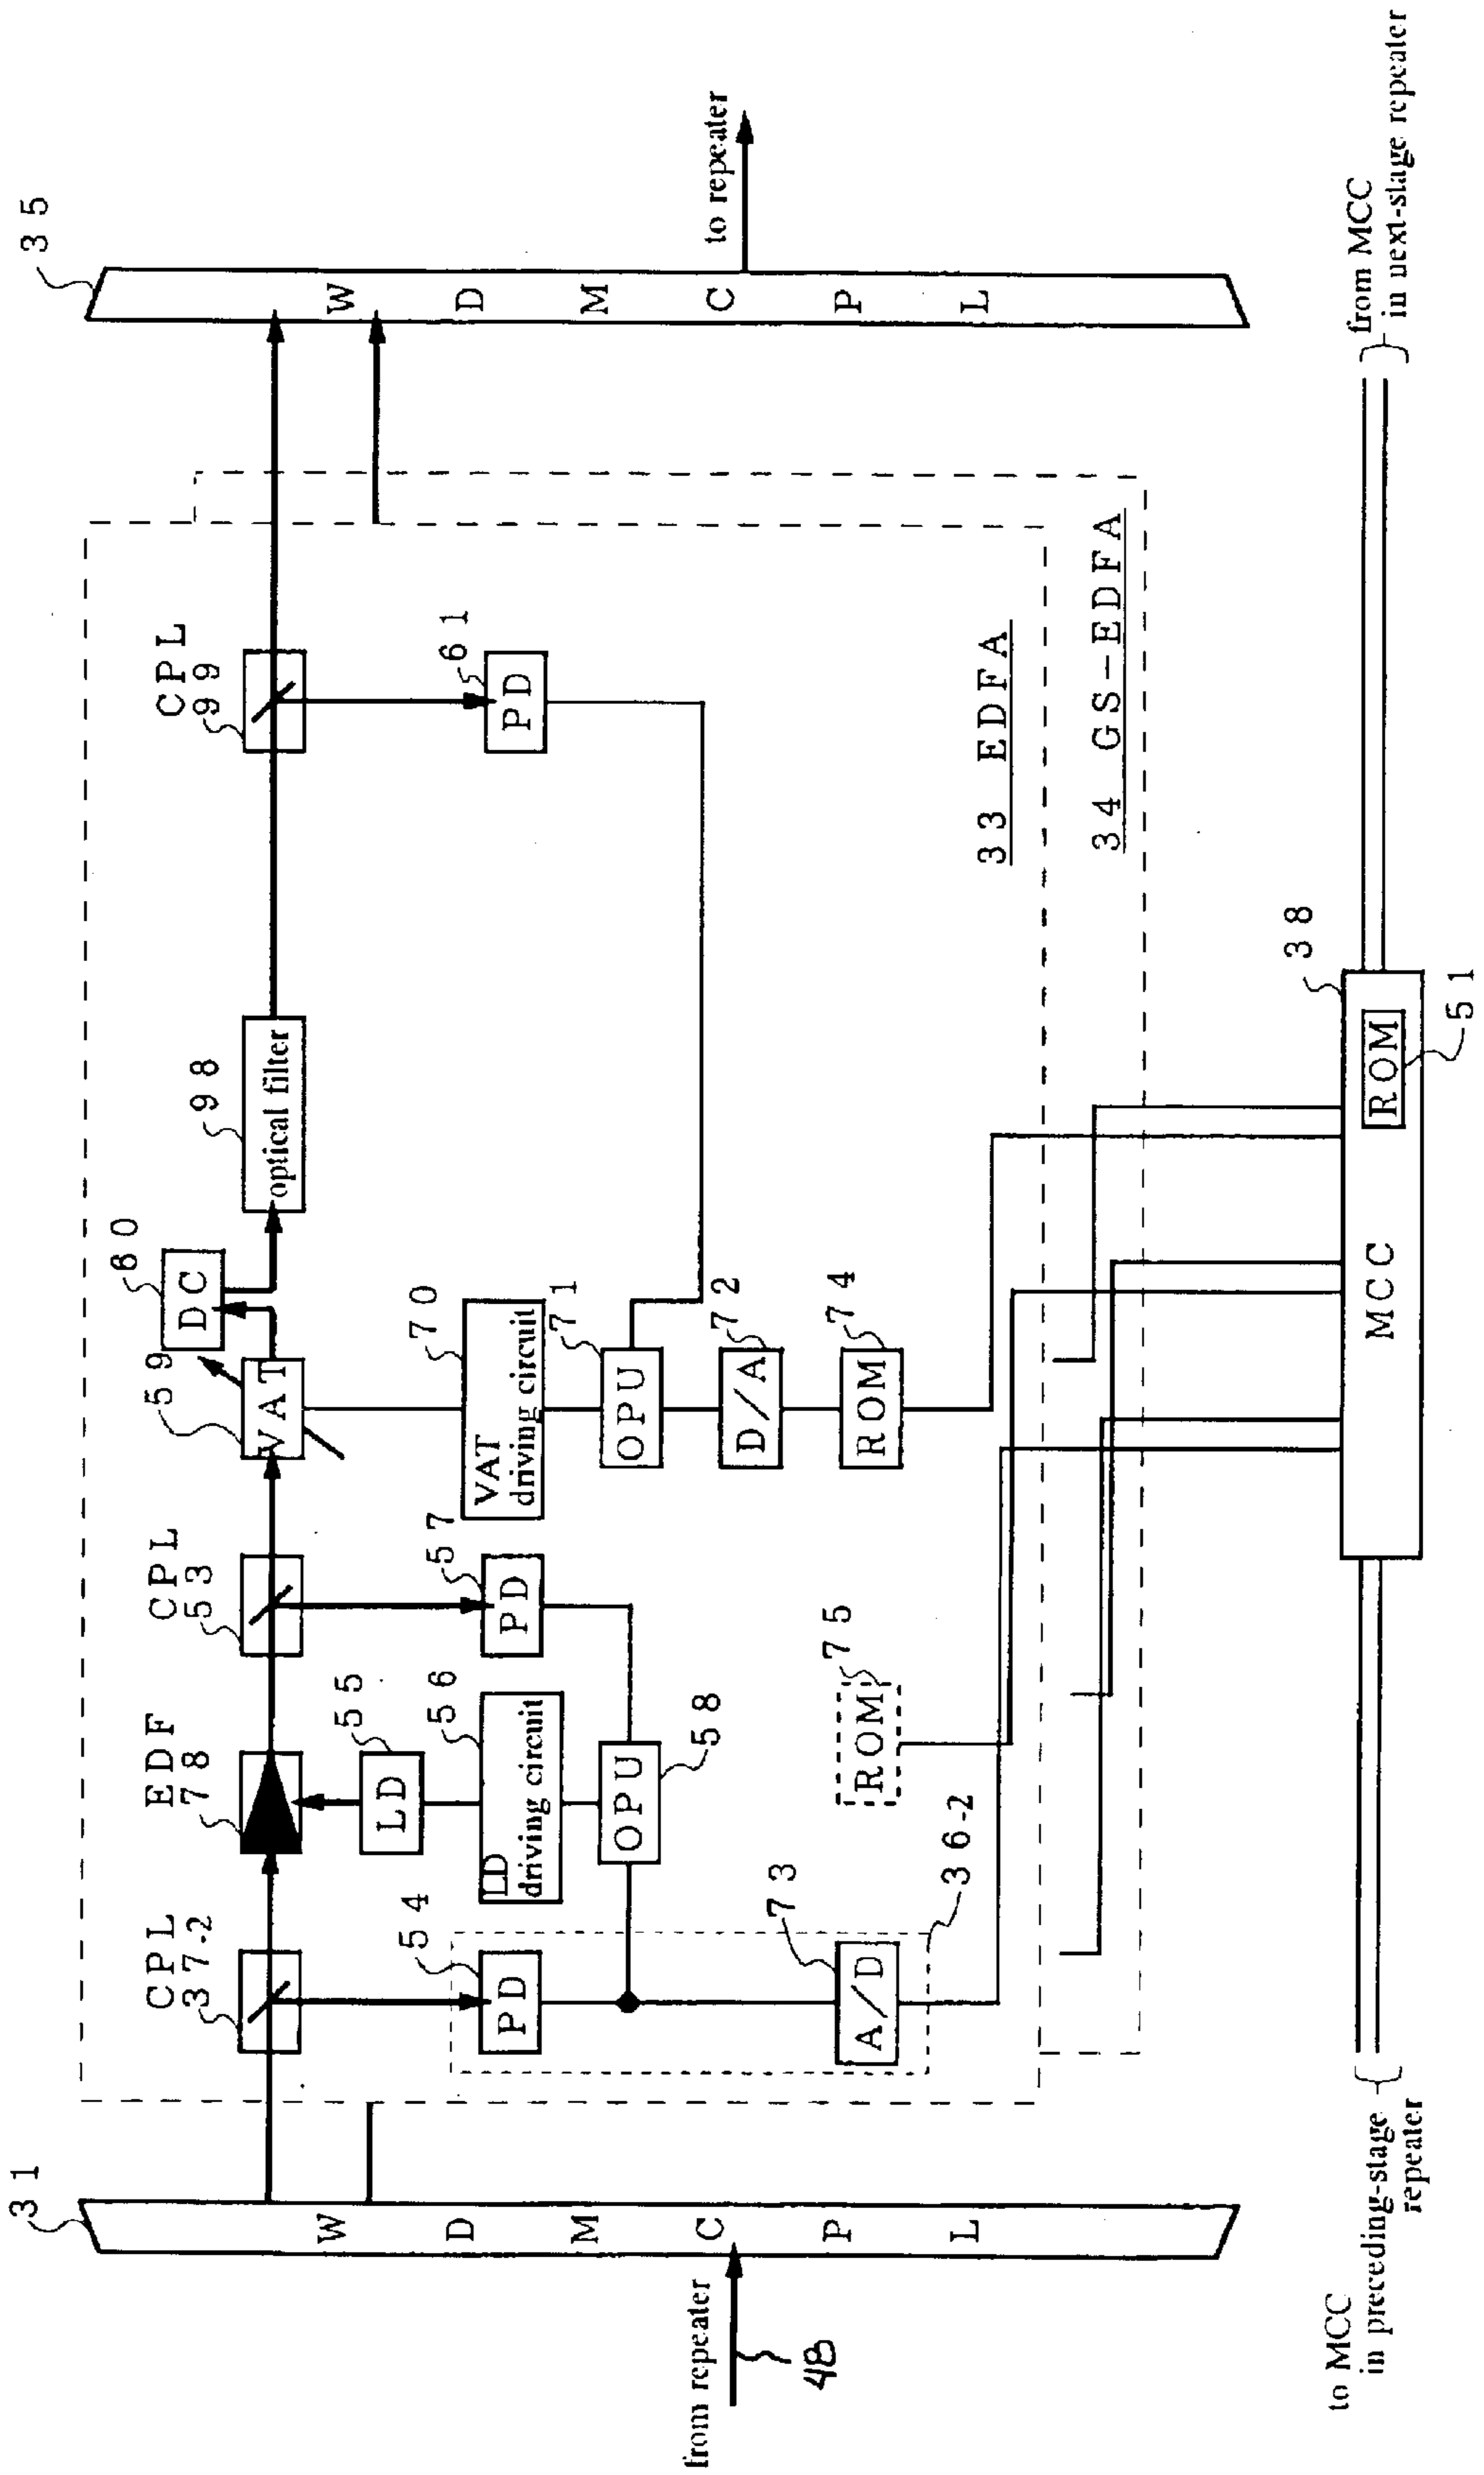 31
WDMCPL
from repeater
48
CPL
37-2
EDF
78
CPL
53
59
VAT
60
DC
98
optical filter
CPL
99
35
WDMCPL
to repeater
54
PD
55
LD
56
LD
driving circuit
57
PD
58
OPU
70
VAT
driving circuit
71
OPU
72
D/A
74
ROM
61
PD
73
A/D
36-2
75
ROM
33 EDFA
34 GS-EDFA
38
MCC
ROM
51
to MCC
in preceding-stage
repeater
from MCC
in next-stage repeater